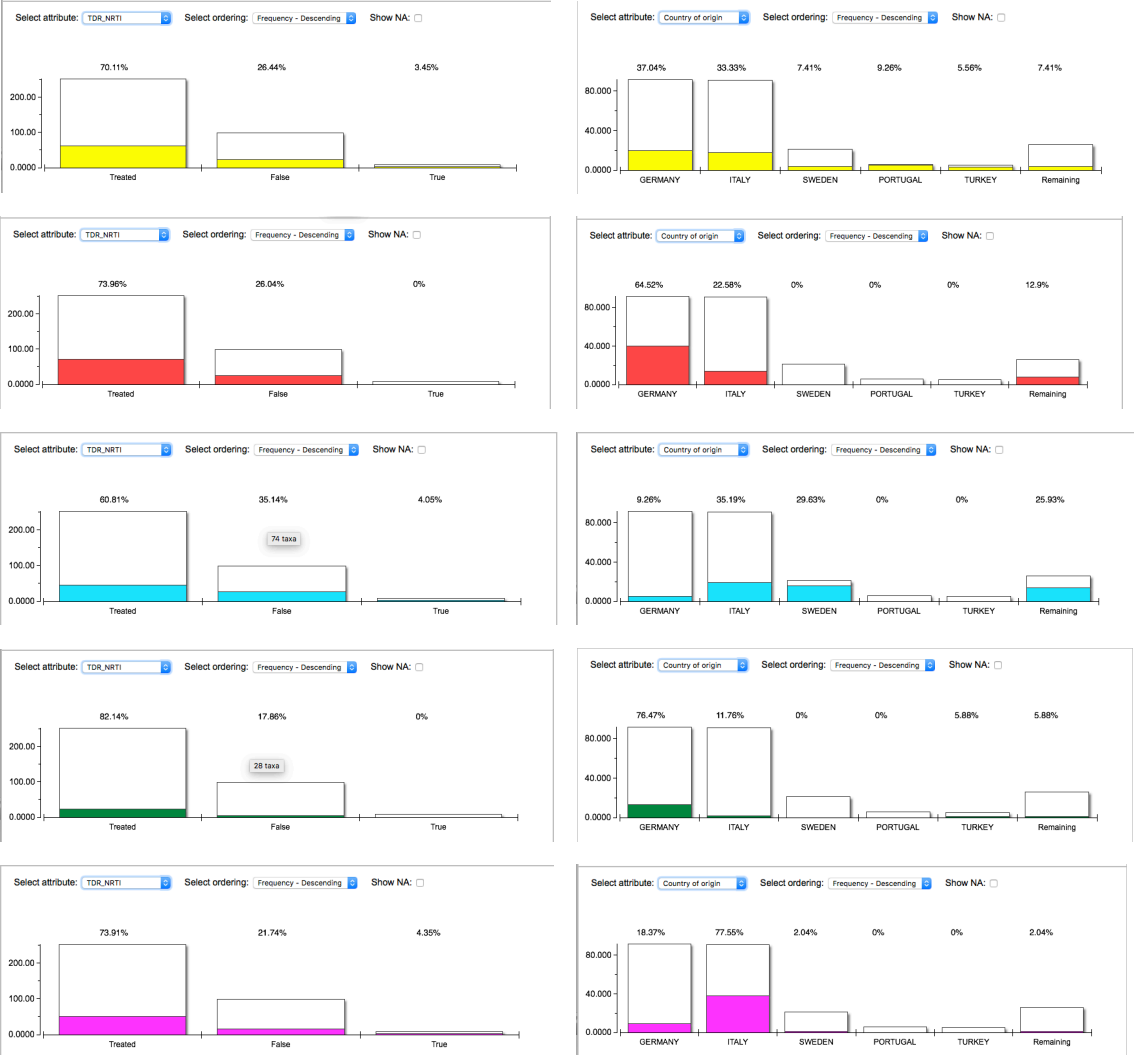 Select attribute: TDR_NRTI Select ordering: Frequency - Descending Show NA:
70.11% 26.44% 3.45%
200.00
100.00
0.0000
Treated False True
Select attribute: Country of origin Select ordering: Frequency - Descending Show NA:
37.04% 33.33% 7.41% 9.26% 5.56% 7.41%
80.000
40.000
0.0000
GERMANY ITALY SWEDEN PORTUGAL TURKEY Remaining
Select attribute: TDR_NRTI Select ordering: Frequency - Descending Show NA:
73.96% 26.04% 0%
200.00
100.00
0.0000
Treated False True
Select attribute: Country of origin Select ordering: Frequency - Descending Show NA:
64.52% 22.58% 0% 0% 0% 12.9%
80.000
40.000
0.0000
GERMANY ITALY SWEDEN PORTUGAL TURKEY Remaining
Select attribute: TDR_NRTI Select ordering: Frequency - Descending Show NA:
60.81% 35.14% 4.05%
200.00
74 taxa
100.00
0.0000
Treated False True
Select attribute: Country of origin Select ordering: Frequency - Descending Show NA:
9.26% 35.19% 29.63% 0% 0% 25.93%
80.000
40.000
0.0000
GERMANY ITALY SWEDEN PORTUGAL TURKEY Remaining
Select attribute: TDR_NRTI Select ordering: Frequency - Descending Show NA:
82.14% 17.86% 0%
200.00
28 taxa
100.00
0.0000
Treated False True
Select attribute: Country of origin Select ordering: Frequency - Descending Show NA:
76.47% 11.76% 0% 0% 5.88% 5.88%
80.000
40.000
0.0000
GERMANY ITALY SWEDEN PORTUGAL TURKEY Remaining
Select attribute: TDR_NRTI Select ordering: Frequency - Descending Show NA:
73.91% 21.74% 4.35%
200.00
100.00
0.0000
Treated False True
Select attribute: Country of origin Select ordering: Frequency - Descending Show NA:
18.37% 77.55% 2.04% 0% 0% 2.04%
80.000
40.000
0.0000
GERMANY ITALY SWEDEN PORTUGAL TURKEY Remaining